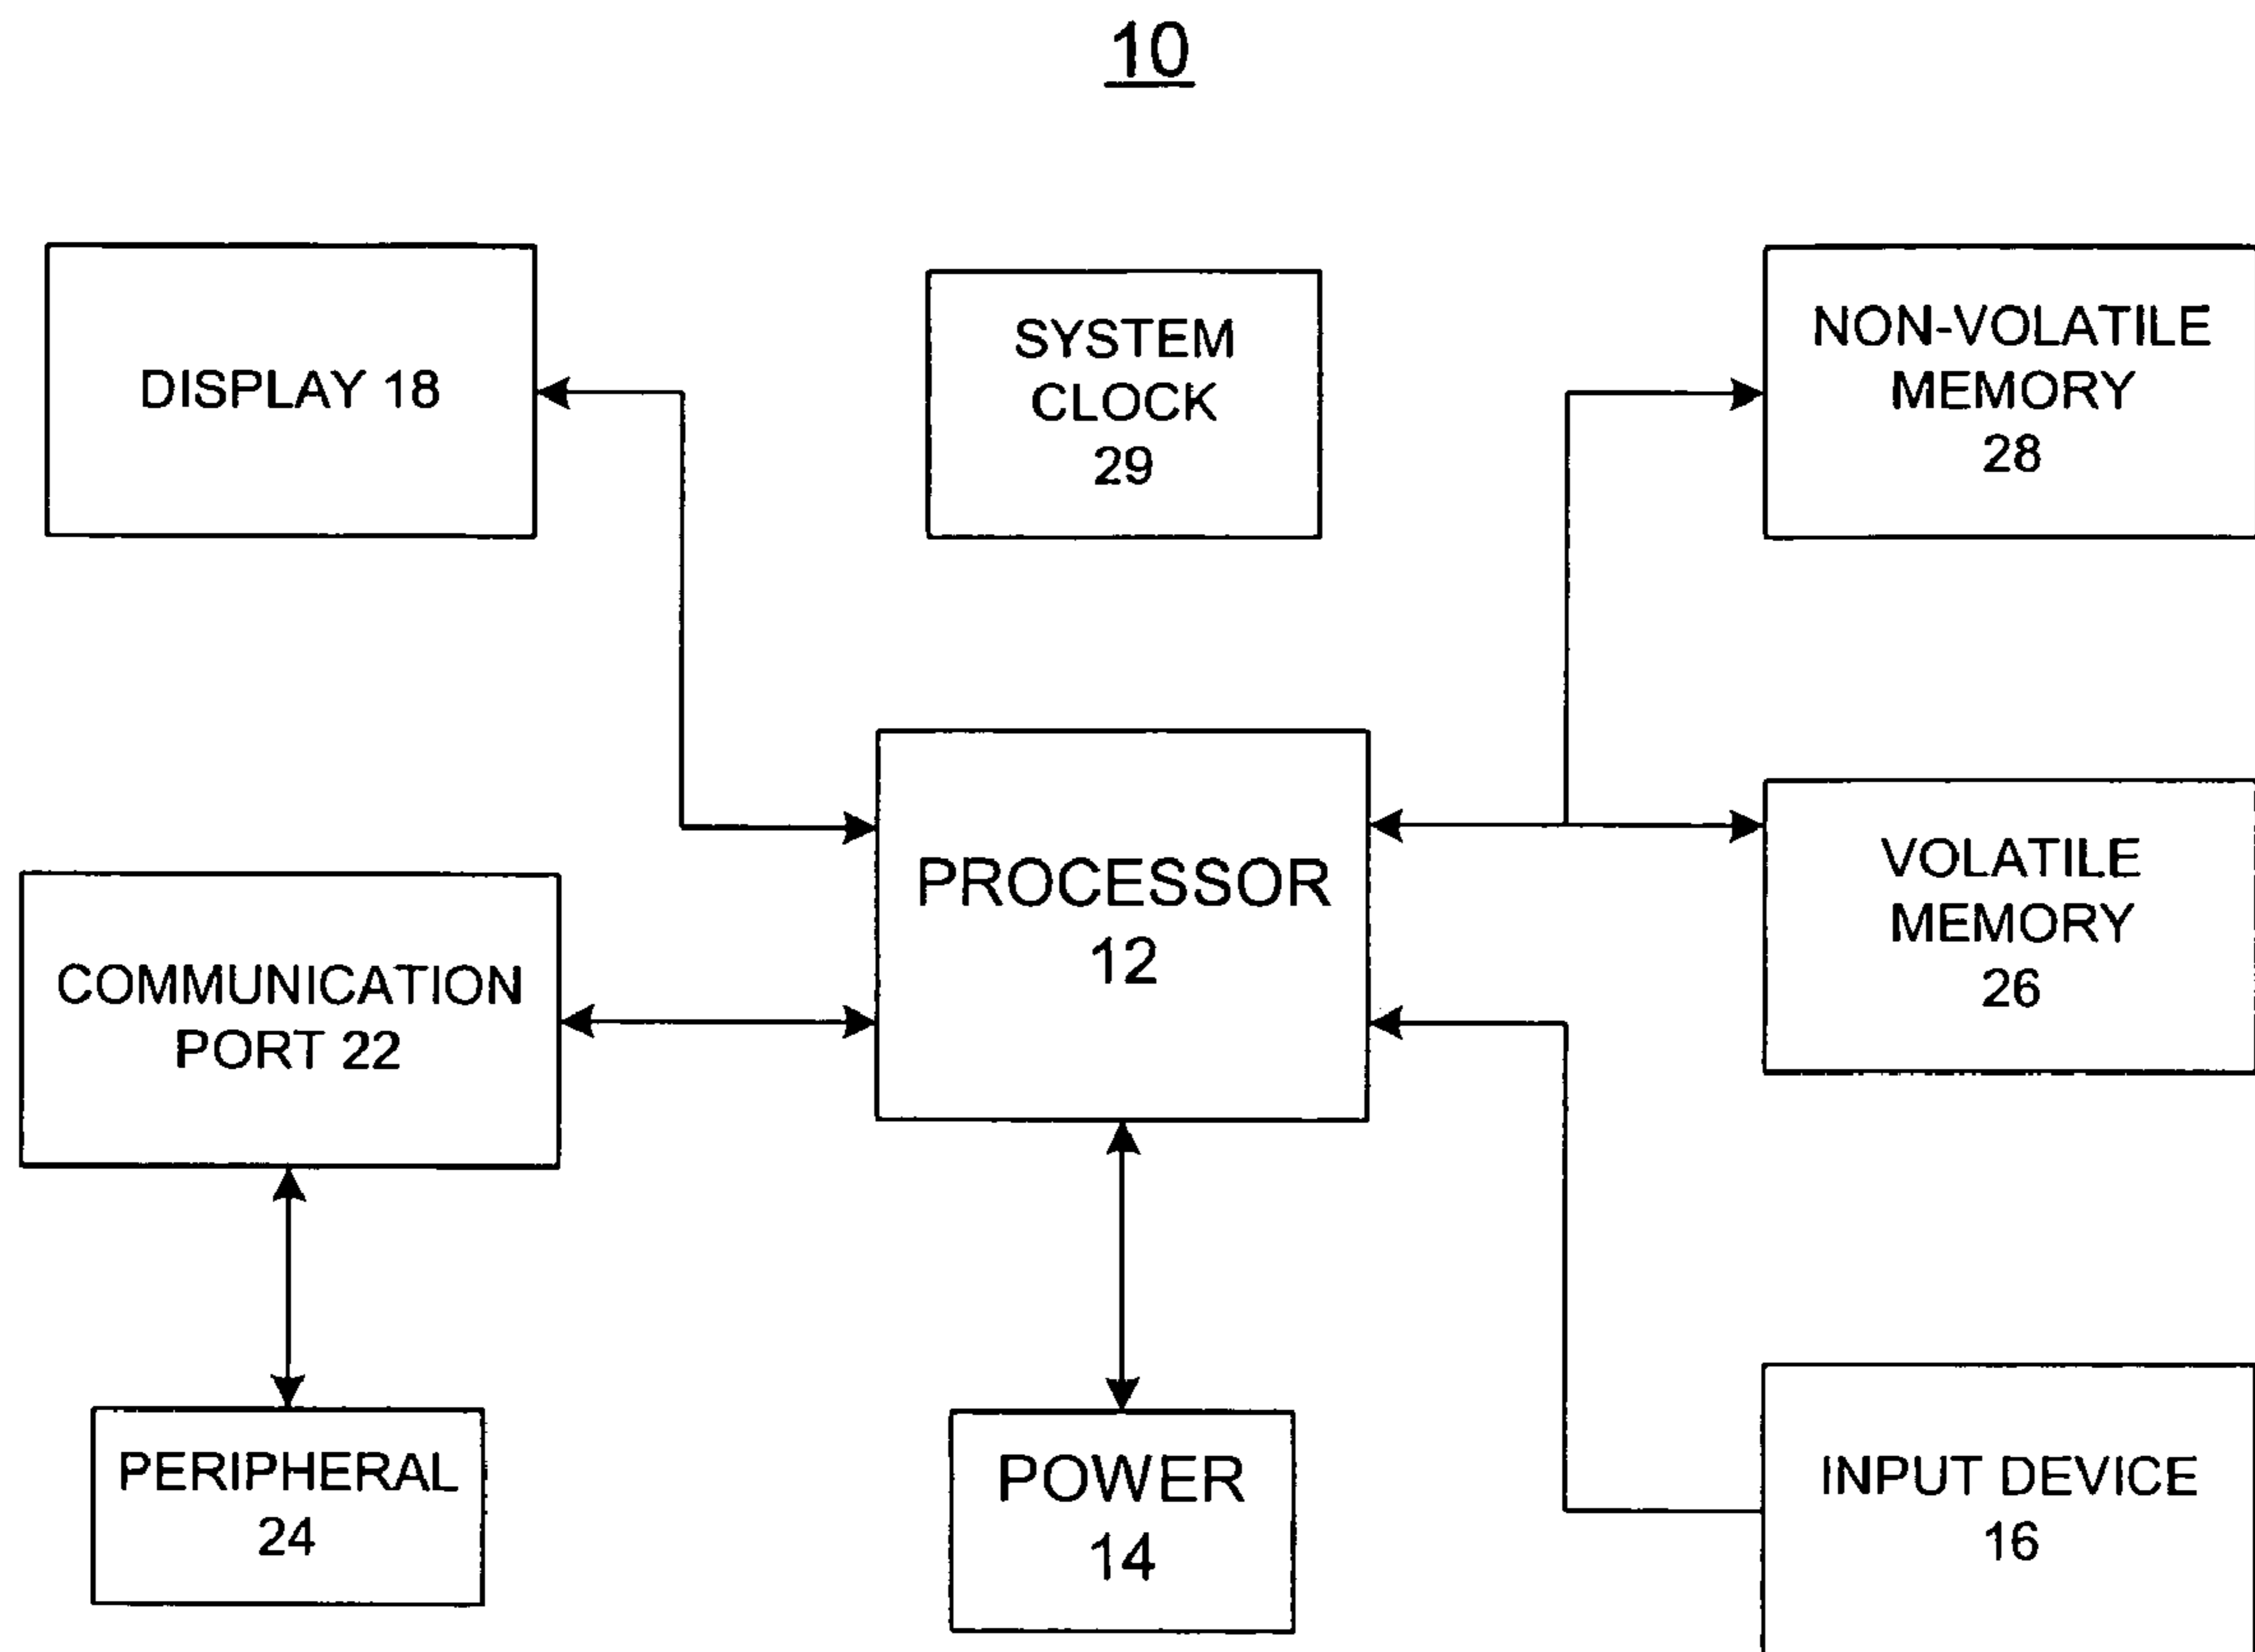 10
DISPLAY 18
SYSTEM
CLOCK
29
NON-VOLATILE
MEMORY
28
PROCESSOR
12
VOLATILE
MEMORY
26
COMMUNICATION
PORT 22
PERIPHERAL
24
POWER
14
INPUT DEVICE
16